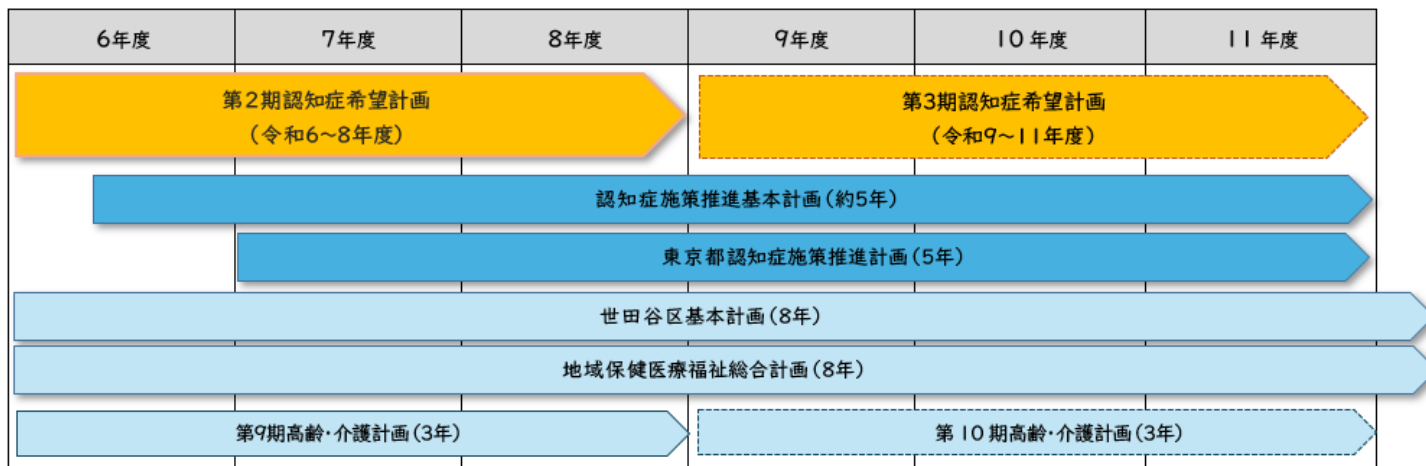 6年度 7年度 8年度 9年度 10年度 11年度
第2期認知症希望計画
(令和6~8年度)
第3期認知症希望計画
(令和9~11年度)
認知症施策推進基本計画(約5年)
東京都認知症施策推進計画(5年)
世田谷区基本計画(8年)
地域保健医療福祉総合計画(8年)
第9期高齢・介護計画(3年) 第10期高齢・介護計画(3年)